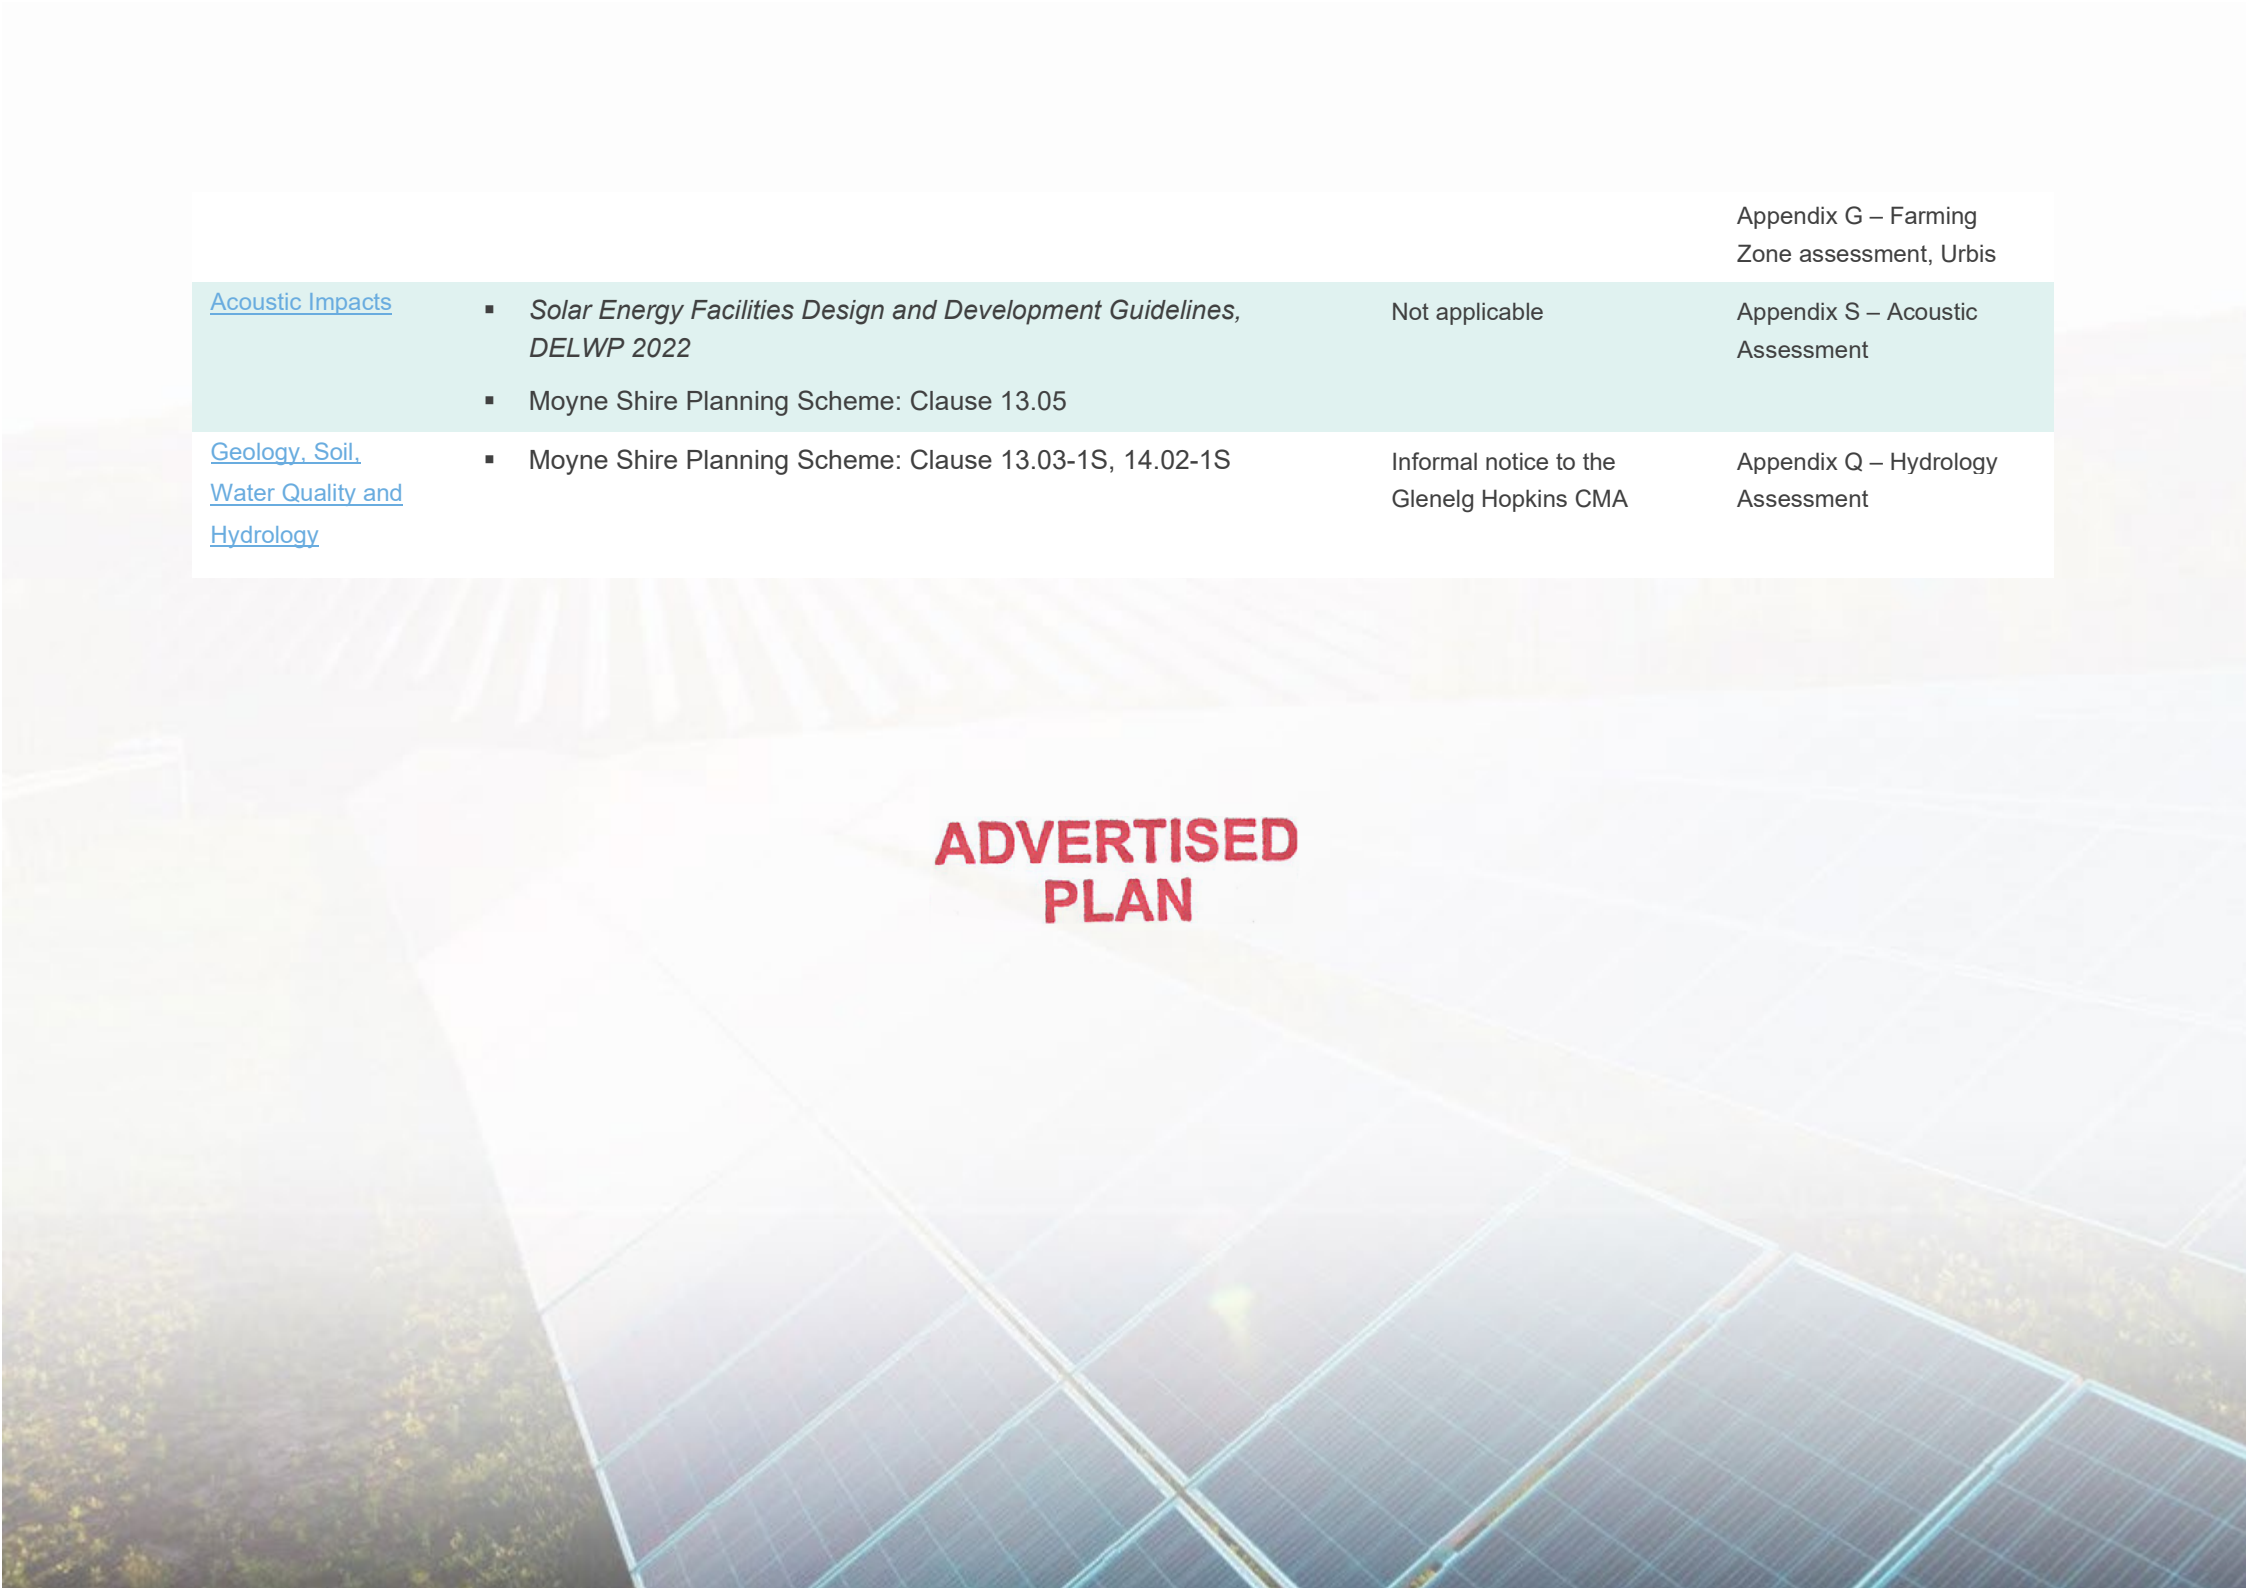 Appendix G – Farming
Zone assessment, Urbis
Acoustic Impacts
▪ Solar Energy Facilities Design and Development Guidelines,
DELWP 2022
▪ Moyne Shire Planning Scheme: Clause 13.05
Not applicable
Appendix S – Acoustic
Assessment
Geology, Soil,
Water Quality and
Hydrology
▪ Moyne Shire Planning Scheme: Clause 13.03-1S, 14.02-1S
Informal notice to the
Glenelg Hopkins CMA
Appendix Q – Hydrology
Assessment
ADVERTISED
PLAN